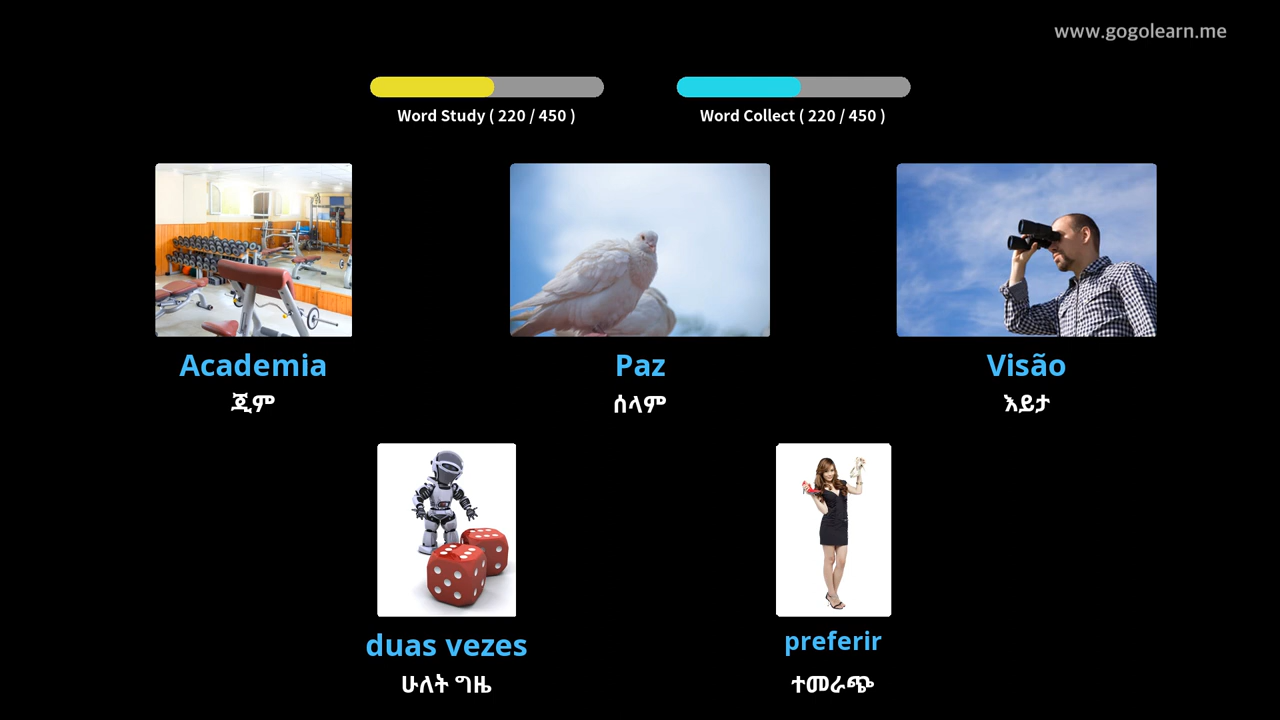 www.gogolearn.me
Word Study ( 220 / 450 )
Word Collect ( 220 / 450 )
Academia
ጂም
Paz
ሰላም
Visão
እይታ
duas vezes
ሁለት ግዜ
preferir
ተመራጭ